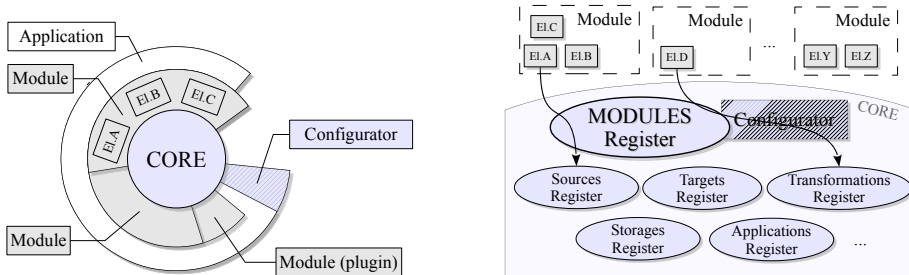 Application
Module
El.A
El.B
El.C
CORE
Configurator
Module
Module (plugin)
Module
El.C
El.A
El.B
Module
El.D
...
Module
El.Y
El.Z
CORE
MODULES
Register
Configurator
Sources
Register
Targets
Register
Transformations
Register
Storages
Register
Applications
Register
...